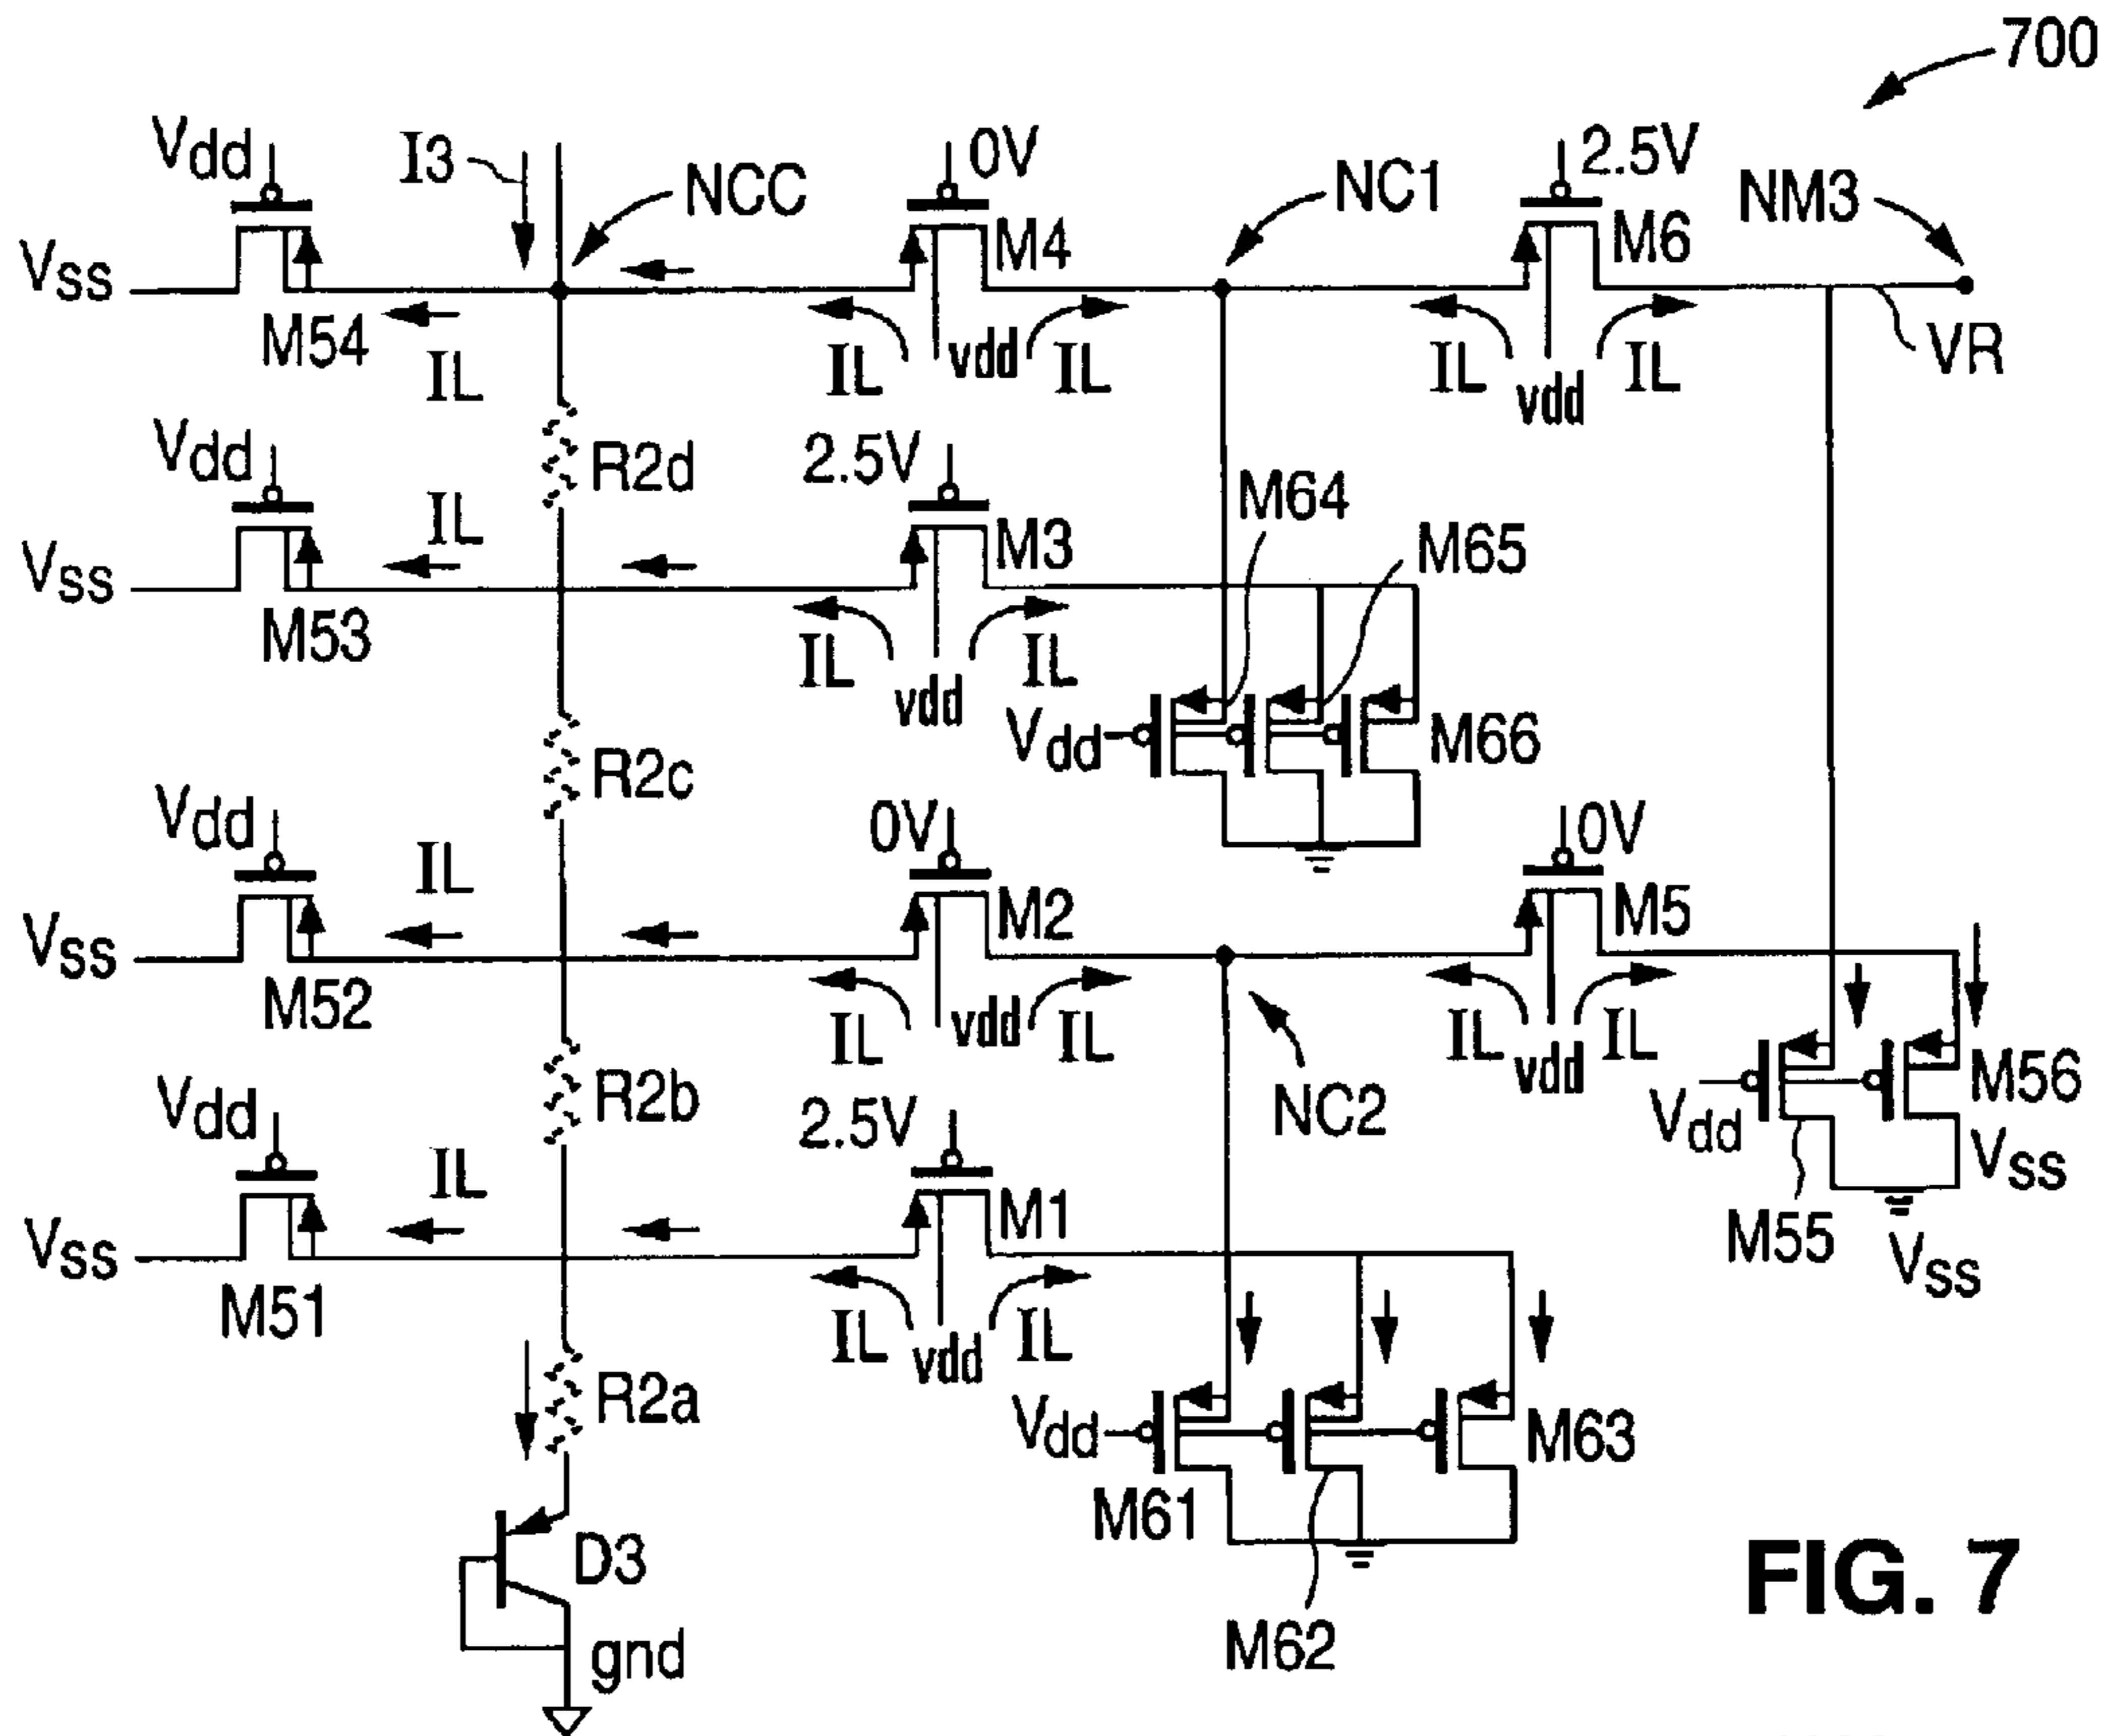 700
Vdd
I3
NCC
0V
NC1
2.5V
NM3
M4
M6
VSS
M54
IL
IL
vdd
IL
IL
vdd
IL
VR
Vdd
R2d
2.5V
M64
IL
M3
M65
VSS
M53
IL
vdd
IL
Vdd
M66
R2c
Vdd
0V
0V
IL
M2
M5
VSS
M52
IL
vdd
IL
IL
vdd
IL
NC2
M56
Vdd
R2b
2.5V
Vdd
VSS
IL
M1
M55
VSS
VSS
M51
IL
vdd
IL
R2a
Vdd
M63
M61
D3
M62
gnd
FIG. 7